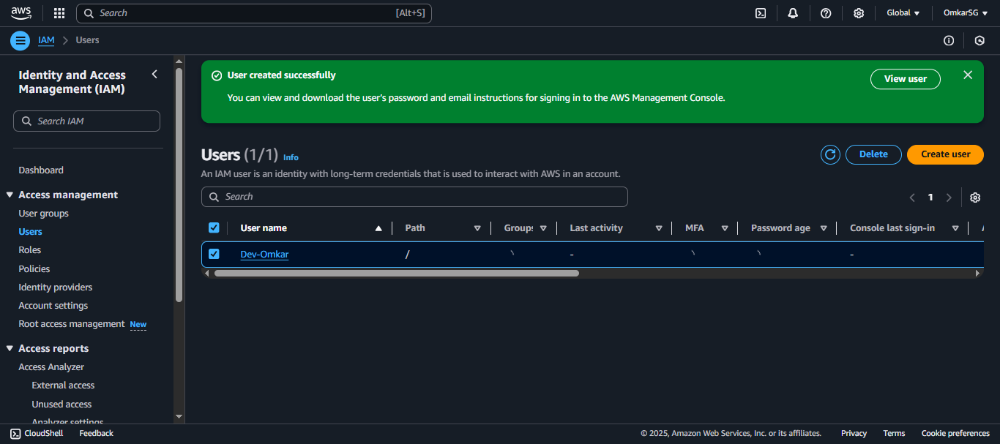 aws
Search [Alt+S]
Global
OmkarSG
IAM
Users
Identity and Access
Management (IAM)
Search IAM
Dashboard
Access management
User groups
Users
Roles
Policies
Identity providers
Account settings
Root access management New
Access reports
Access Analyzer
External access
Unused access
Analyzer settings
User created successfully
You can view and download the user's password and email instructions for signing in to the AWS Management Console.
View user
Users (1/1) Info
Delete
Create user
An IAM user is an identity with long-term credentials that is used to interact with AWS in an account.
Search
1
User name Path Groups Last activity MFA Password age Console last sign-in
Dev-Omkar / - -
CloudShell Feedback © 2025, Amazon Web Services, Inc. or its affiliates. Privacy Terms Cookie preferences